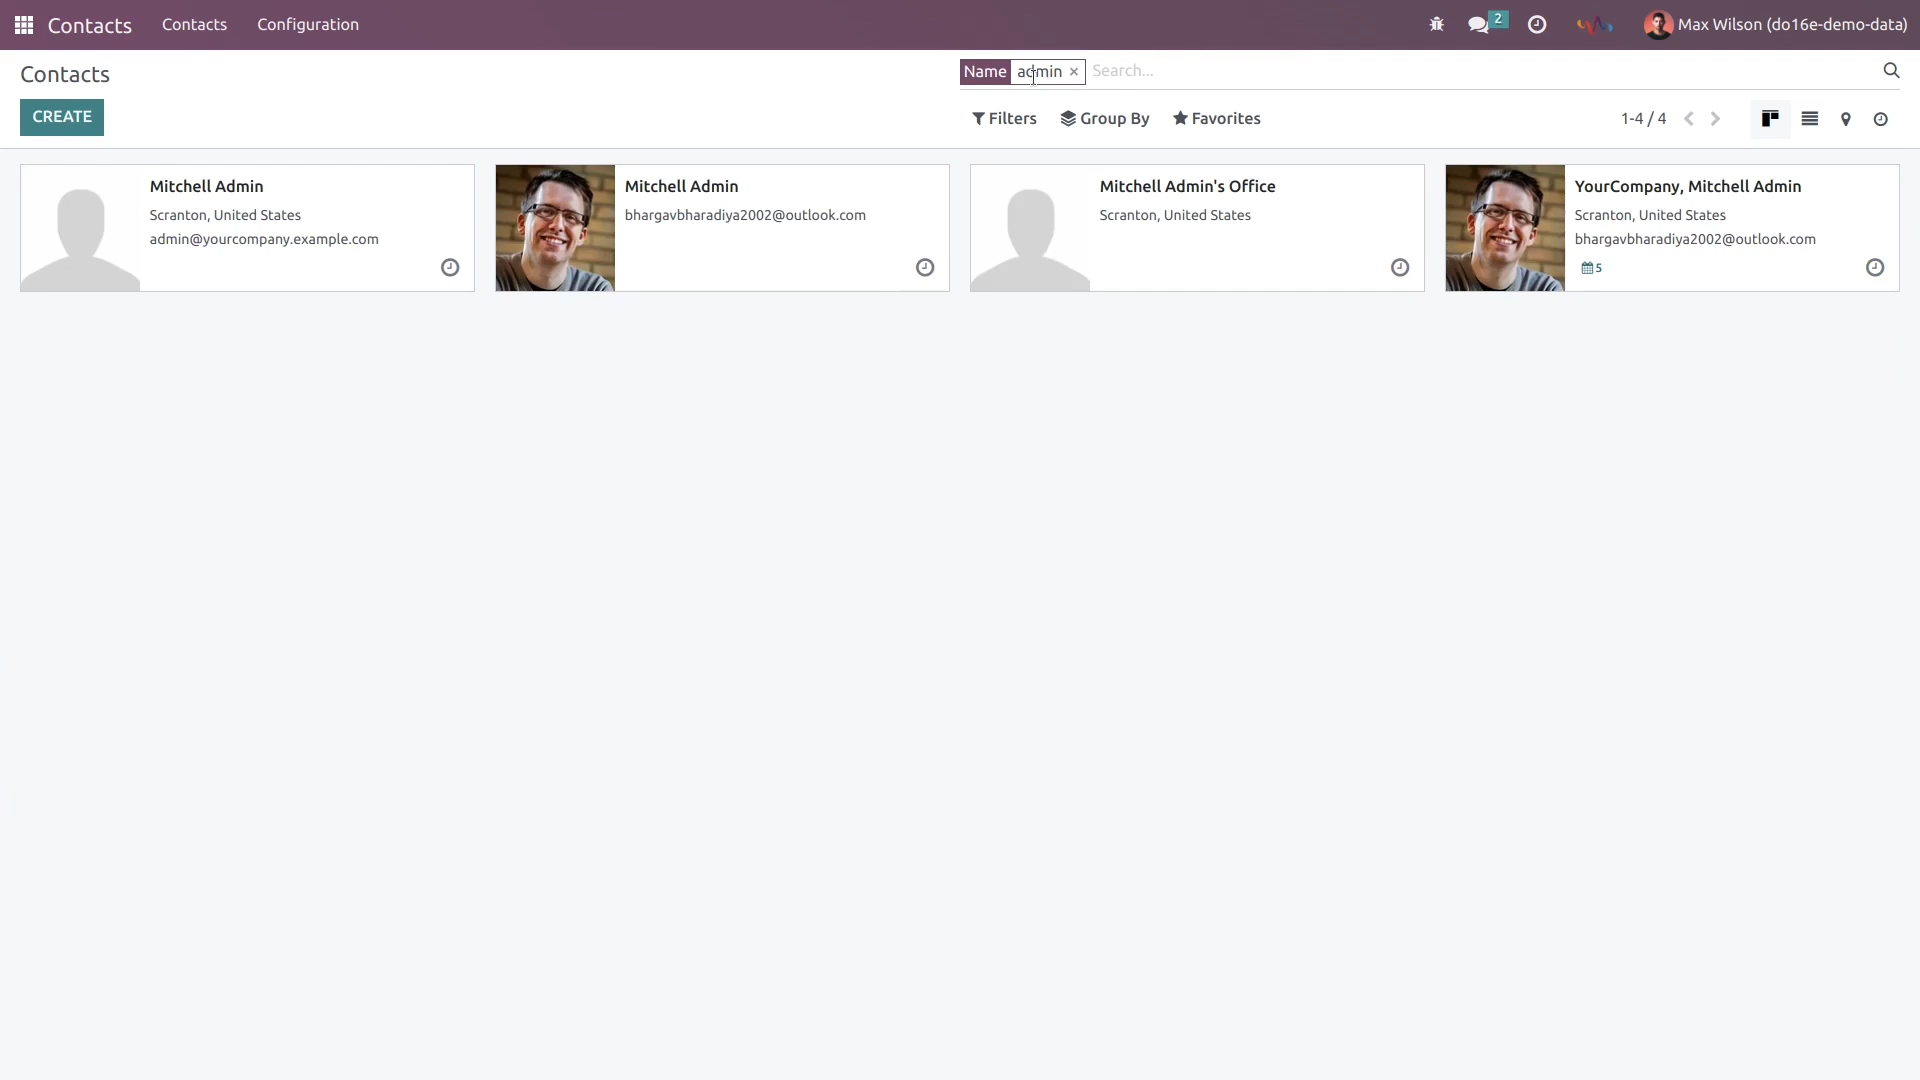 Contacts Contacts Configuration 2 Max Wilson (do16e-demo-data)
Contacts
Name admin × Search...
CREATE
Filters Group By Favorites 1-4 / 4
Mitchell Admin
Scranton, United States
admin@yourcompany.example.com
Mitchell Admin
bhargavbharadiya2002@outlook.com
Mitchell Admin's Office
Scranton, United States
YourCompany, Mitchell Admin
Scranton, United States
bhargavbharadiya2002@outlook.com
5